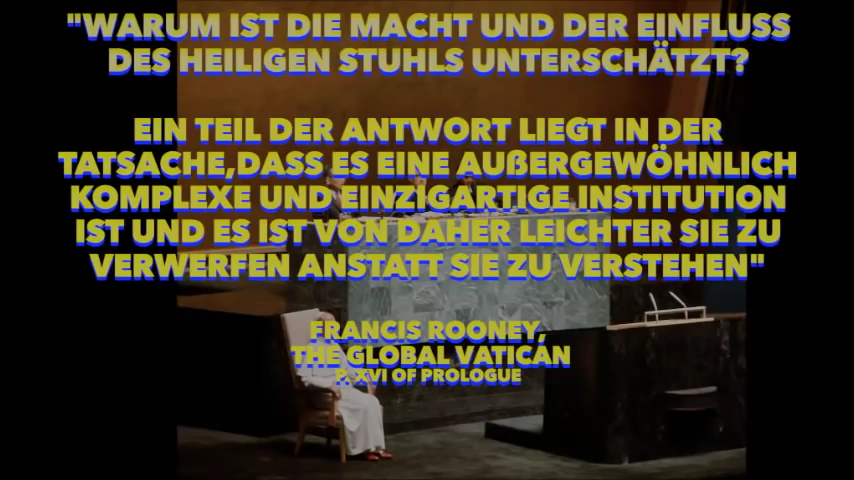 "WARUM IST DIE MACHT UND DER EINFLUSS
DES HEILIGEN STUHLS UNTERSCHÄTZT?
EIN TEIL DER ANTWORT LIEGT IN DER
TATSACHE,DASS ES EINE AUßERGEWÖHNLICH
KOMPLEXE UND EINZIGARTIGE INSTITUTION
IST UND ES IST VON DAHER LEICHTER SIE ZU
VERWERFEN ANSTATT SIE ZU VERSTEHEN"
FRANCIS ROONEY,
THE GLOBAL VATICAN
P. XVI OF PROLOGUE